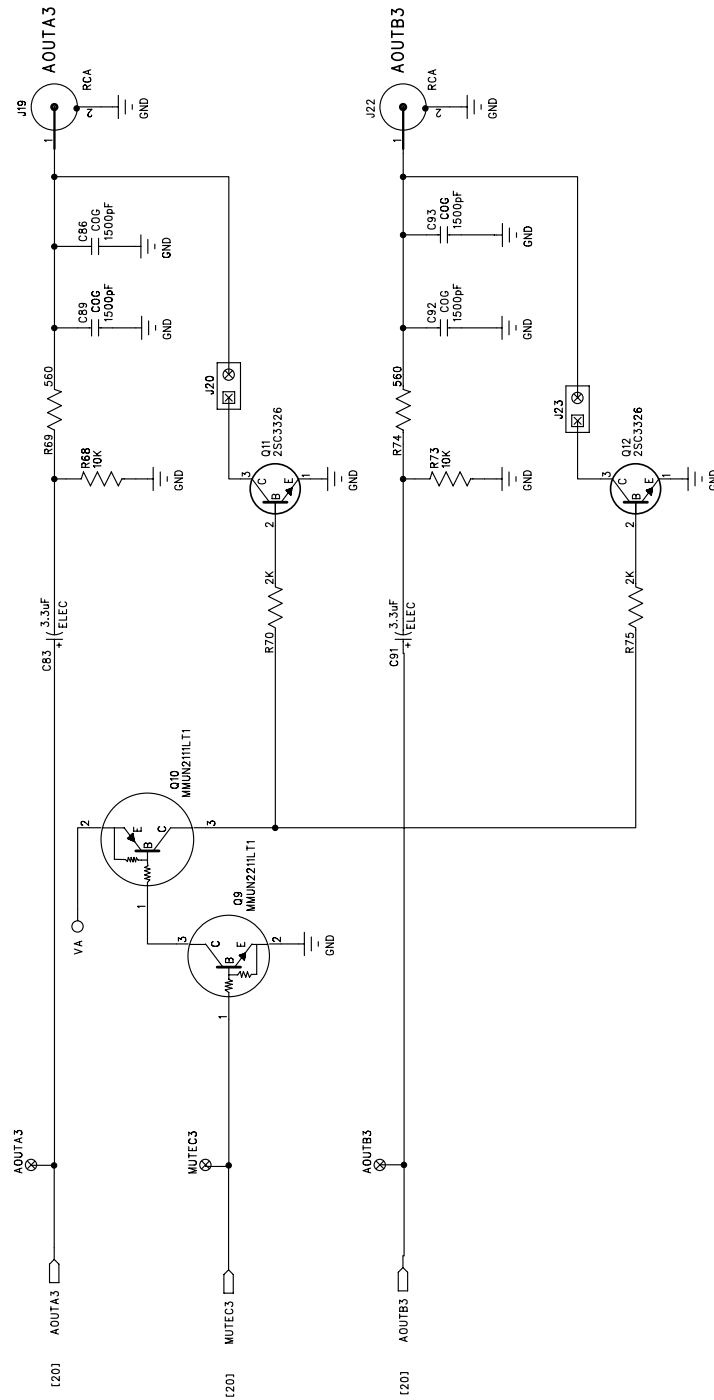 AOUTA3
J19
RCA
1
2
GND
C86
COG
1500pF
GND
C89
COG
1500pF
GND
560
R69
R68
10K
GND
J20
Q11
2SC3326
3
C
B
E
1
2
GND
2K
R70
3.3uF
ELEC
C83
+
Q10
MMUN2111LT1
2
E
B
C
3
1
VA
Q9
MMUN2211LT1
3
C
B
E
2
1
GND
AOUTA3
AOUTA3
[20]
MUTEC3
MUTEC3
[20]
AOUTB3
J22
RCA
1
2
GND
C93
COG
1500pF
GND
C92
COG
1500pF
GND
560
R74
R73
10K
GND
J23
Q12
2SC3326
3
C
B
E
1
2
GND
2K
R75
3.3uF
ELEC
C91
+
AOUTB3
AOUTB3
[20]